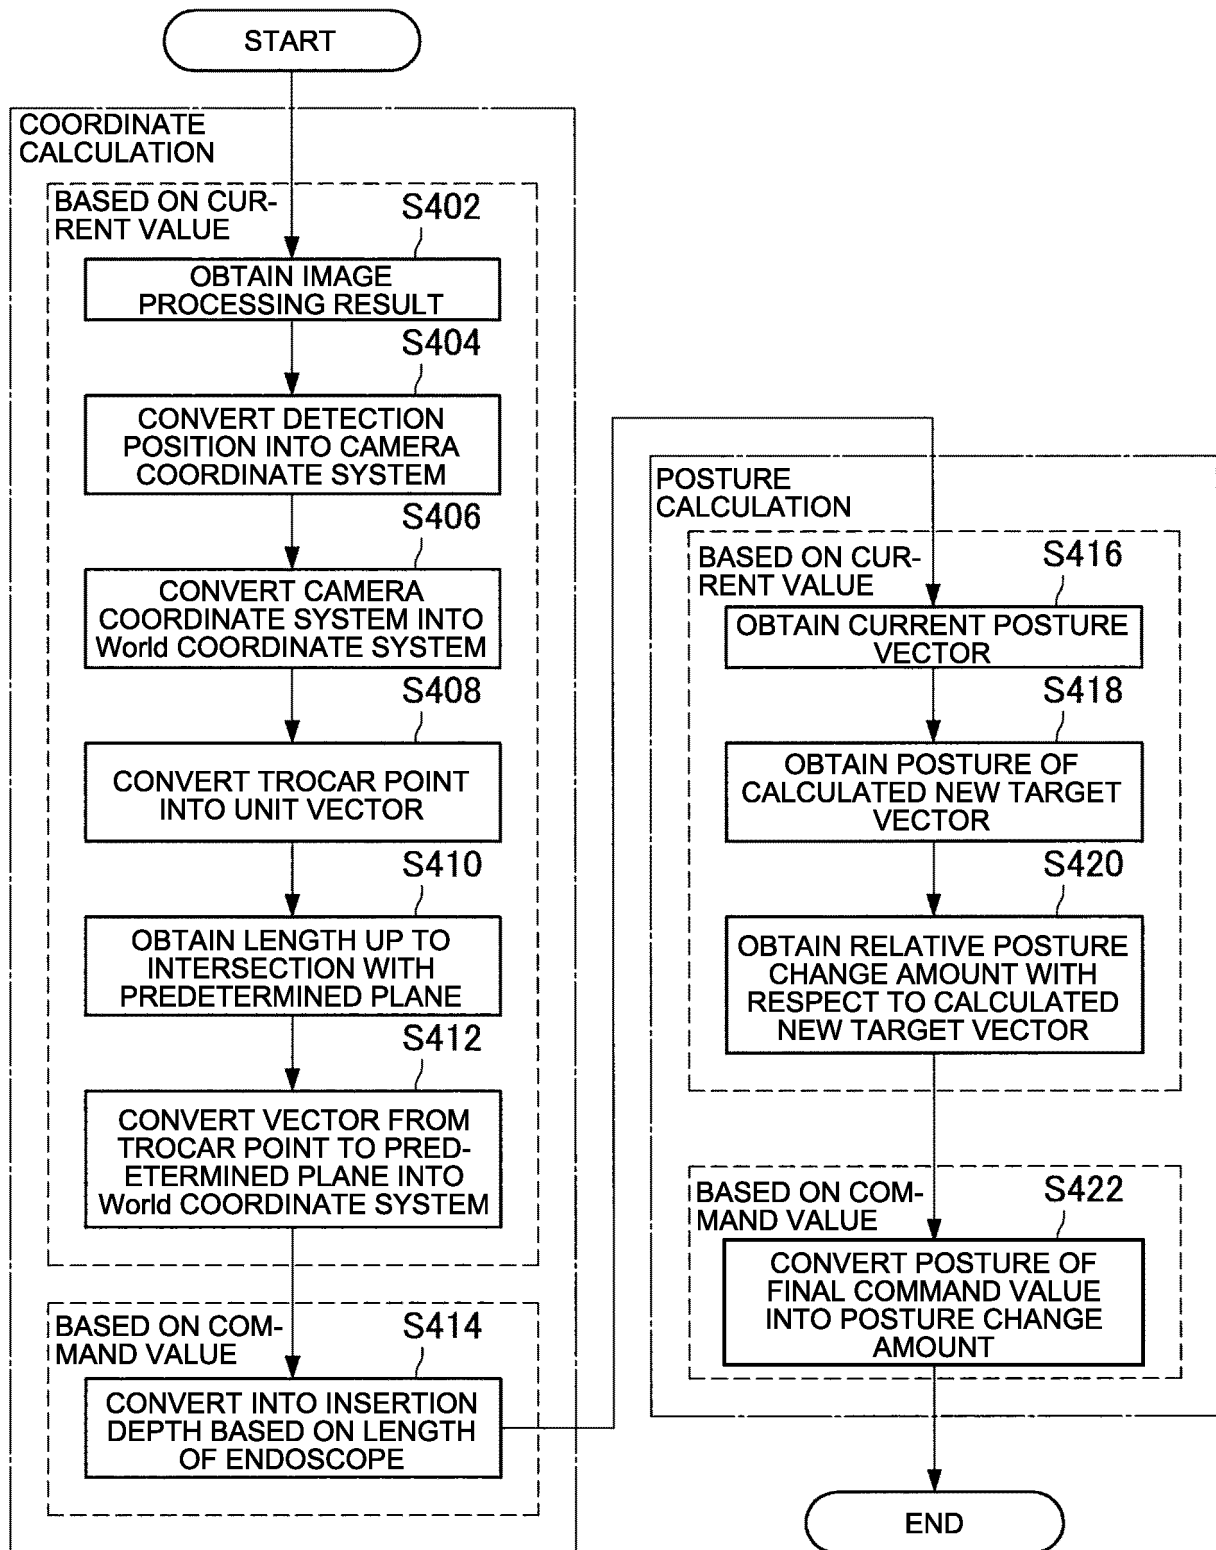 START
COORDINATE
CALCULATION
BASED ON CUR-
RENT VALUE
S402
OBTAIN IMAGE
PROCESSING RESULT
S404
CONVERT DETECTION
POSITION INTO CAMERA
COORDINATE SYSTEM
S406
CONVERT CAMERA
COORDINATE SYSTEM INTO
World COORDINATE SYSTEM
S408
CONVERT TROCAR POINT
INTO UNIT VECTOR
S410
OBTAIN LENGTH UP TO
INTERSECTION WITH
PREDETERMINED PLANE
S412
CONVERT VECTOR FROM
TROCAR POINT TO PRED-
ETERMINED PLANE INTO
World COORDINATE SYSTEM
BASED ON COM-
MAND VALUE
S414
CONVERT INTO INSERTION
DEPTH BASED ON LENGTH
OF ENDOSCOPE
POSTURE
CALCULATION
BASED ON CUR-
RENT VALUE
S416
OBTAIN CURRENT POSTURE
VECTOR
S418
OBTAIN POSTURE OF
CALCULATED NEW TARGET
VECTOR
S420
OBTAIN RELATIVE POSTURE
CHANGE AMOUNT WITH
RESPECT TO CALCULATED
NEW TARGET VECTOR
BASED ON COM-
MAND VALUE
S422
CONVERT POSTURE OF
FINAL COMMAND VALUE
INTO POSTURE CHANGE
AMOUNT
END